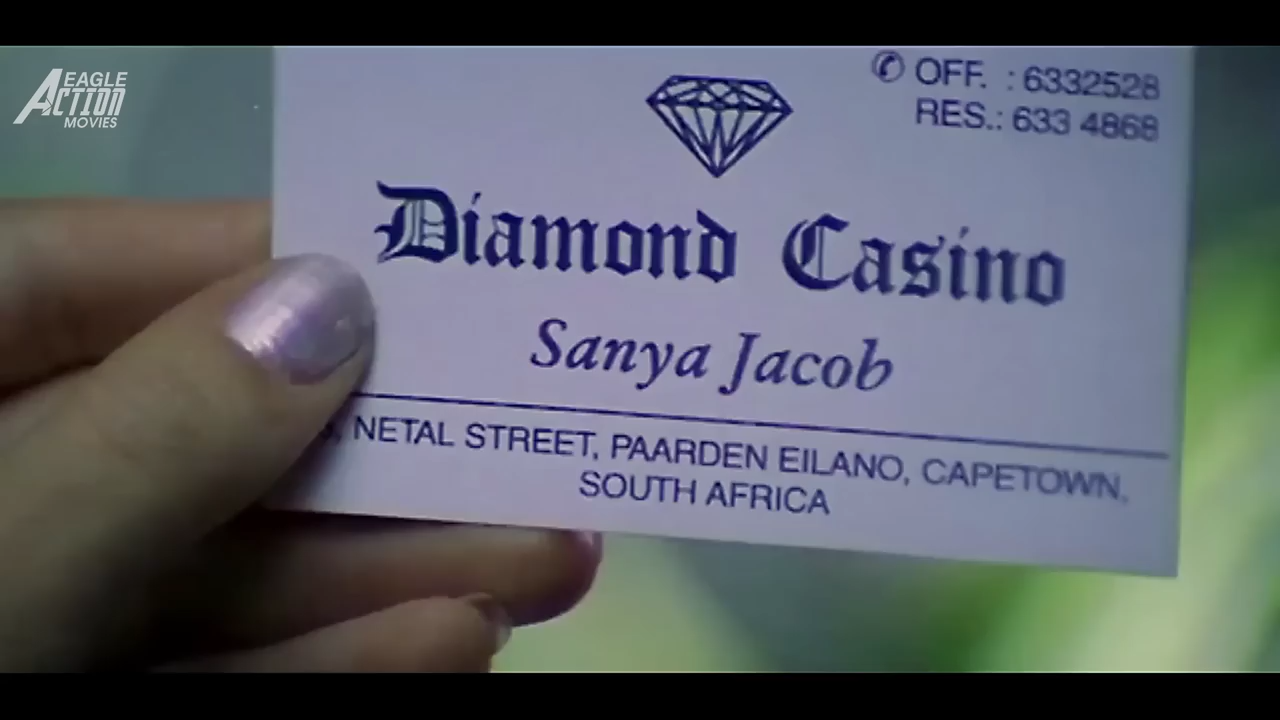 EAGLE
ACTION
MOVIES
✆ OFF. : 6332528
RES.: 633 4868
Diamond Casino
Sanya Jacob
, NETAL STREET, PAARDEN EILANO, CAPETOWN,
SOUTH AFRICA